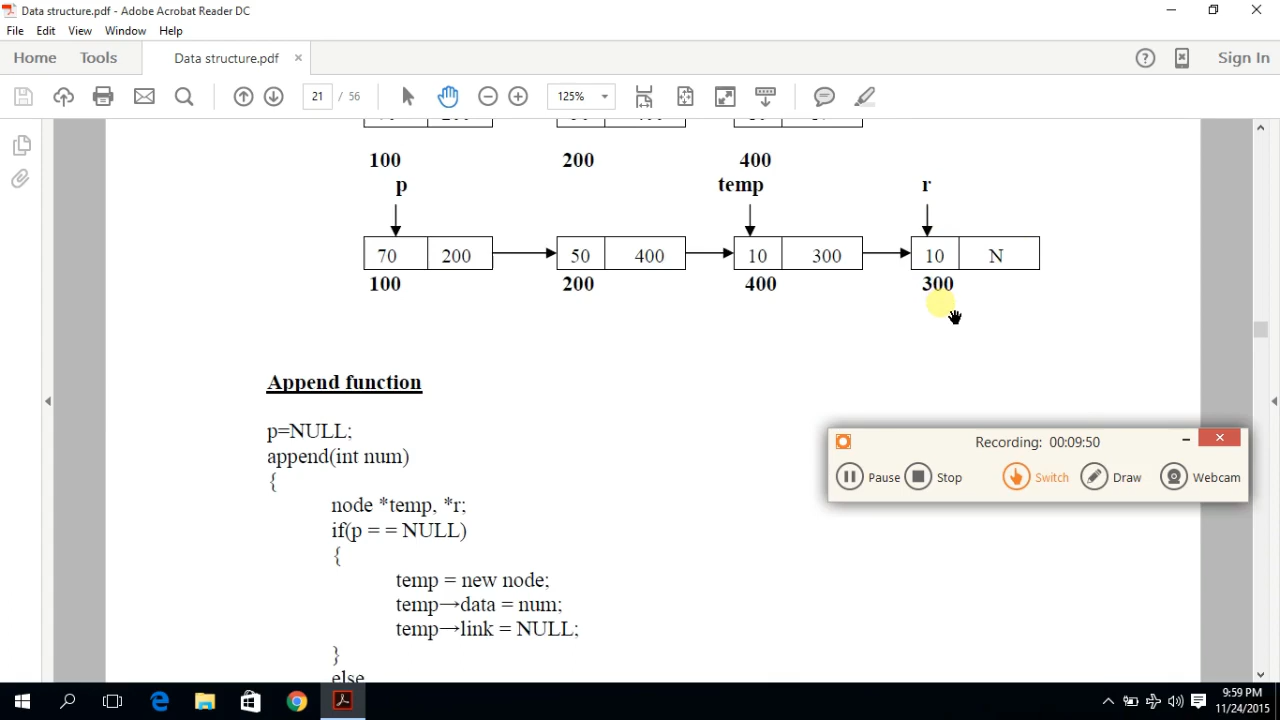 Data structure.pdf - Adobe Acrobat Reader DC
File Edit View Window Help
Home Tools Data structure.pdf × Sign In
21 / 56 125%
100 200 400
p temp r
70 200 50 400 10 300 10 N
100 200 400 300
Append function
p=NULL;
append(int num)
{
node *temp, *r;
if(p = = NULL)
{
temp = new node;
temp→data = num;
temp→link = NULL;
}
else
Recording: 00:09:50
Pause Stop Switch Draw Webcam
9:59 PM
11/24/2015